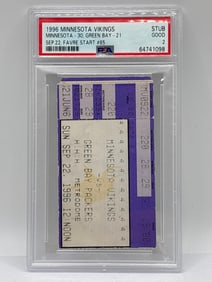 1996 MINNESOTA VIKINGS STUB
MINNESOTA - 30, GREEN BAY - 21 GOOD
SEP 22, FAVRE START #65 2
PSA 64741098
MINNESOTA VIKINGS
GREEN BAY PACKERS
H.H.H. METRODOME
SUN SEP 22, 1996 12 NOON